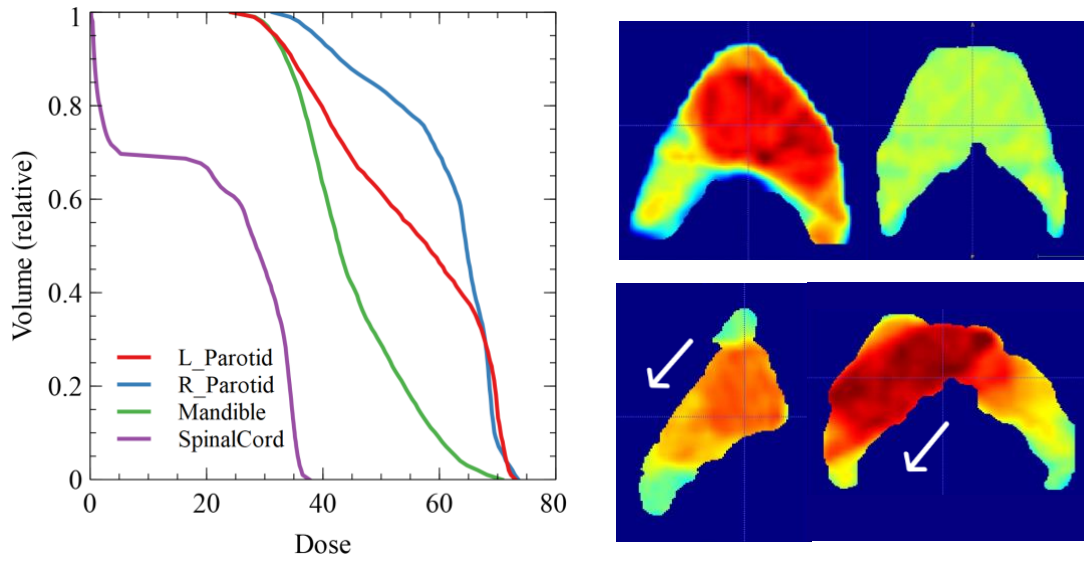 1
0.8
0.6
0.4
0.2
0
Volume (relative)
L_Parotid
R_Parotid
Mandible
SpinalCord
0 20 40 60 80
Dose